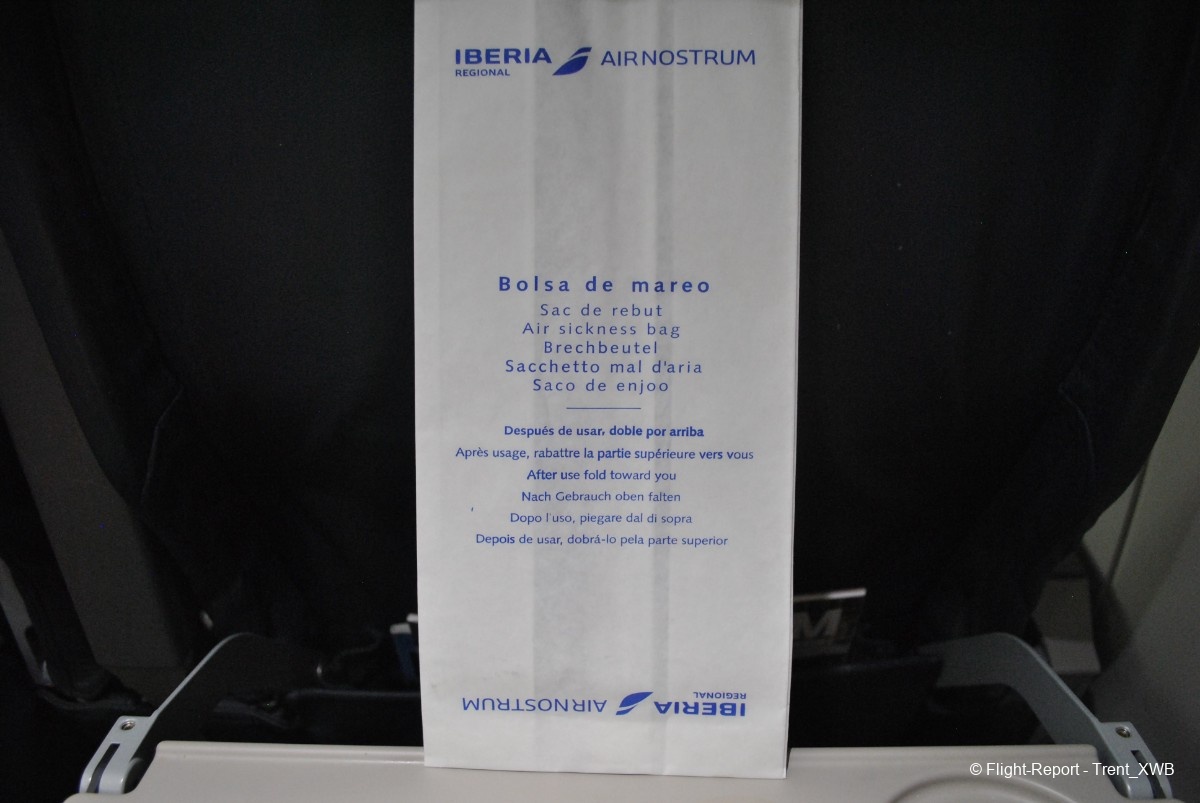 IBERIA AIRNOSTRUM
REGIONAL
Bolsa de mareo
Sac de rebut
Air sickness bag
Brechbeutel
Sacchetto mal d'aria
Saco de enjoo
Después de usar, doble por arriba
Après usage, rabattre la partie supérieure vers vous
After use fold toward you
Nach Gebrauch oben falten
Dopo l'uso, piegare dal di sopra
Depois de usar, dobrá-lo pela parte superior
IBERIA AIRNOSTRUM
REGIONAL
© Flight-Report - Trent_XWB